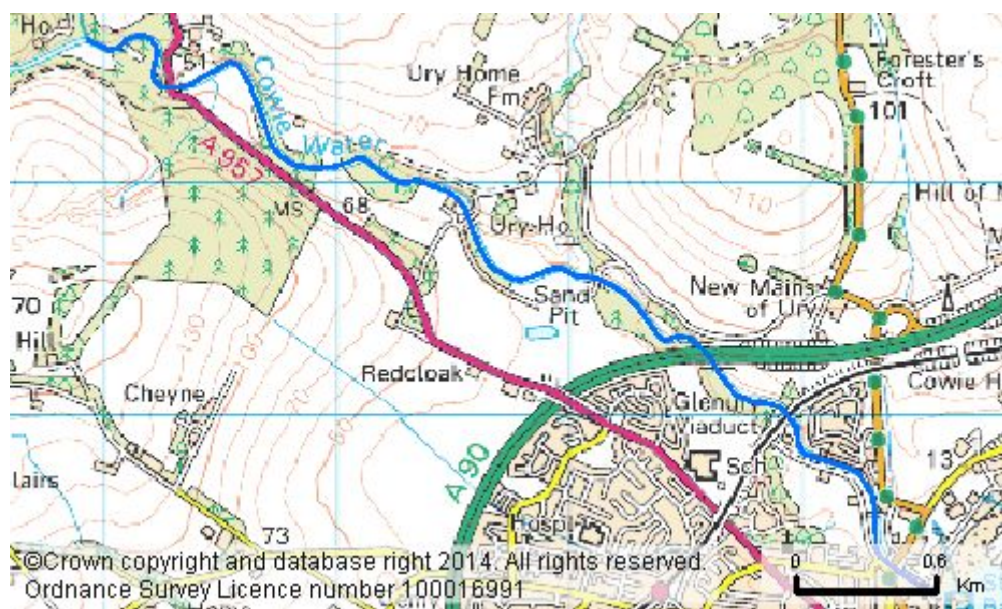 Ho
51
Cowie Water
Ury Home
Fm
Forester's
Croft
101
A 957
MS
68
70
110
Hill of
Ury Ho
New Mains
of Ury
Sand
Pit
70
Hill
130
Redcloak
Cheyne
Cowie H
Glenury
Viaduct
A 90
Sch
13
lairs
73
Hospl
©Crown copyright and database right 2014. All rights reserved.
Ordnance Survey Licence number 100016991
0 0.6
Km